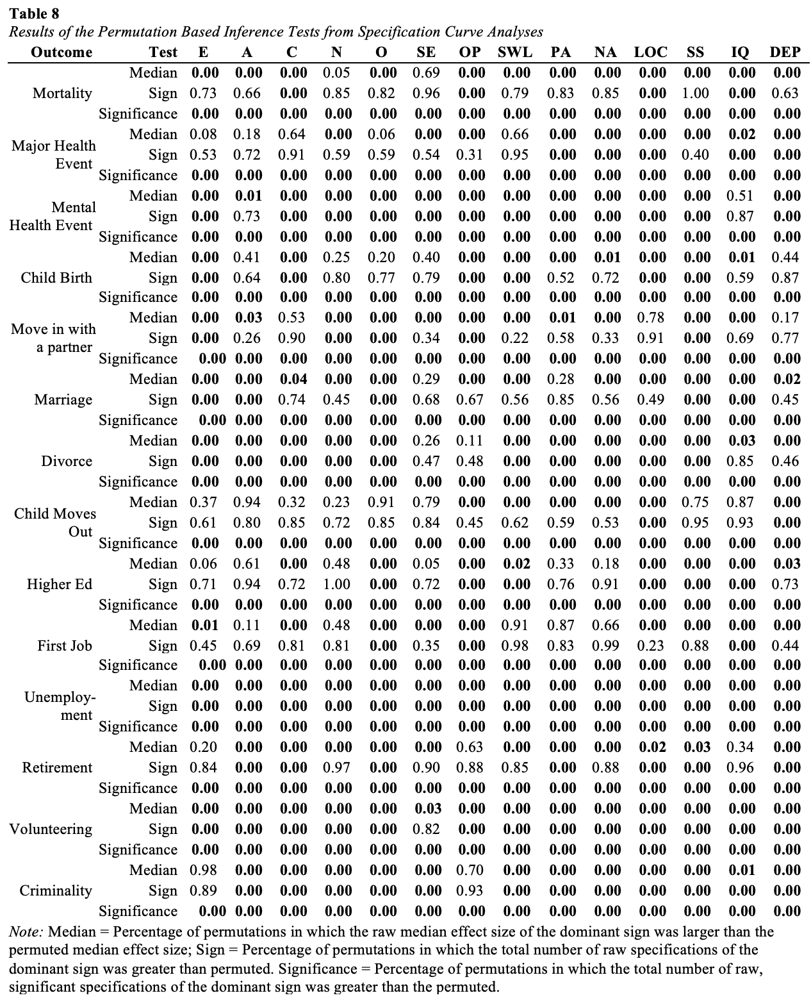 Table 8
Results of the Permutation Based Inference Tests from Specification Curve Analyses
Outcome Test E A C N O SE OP SWL PA NA LOC SS IQ DEP
Median 0.00 0.00 0.00 0.05 0.00 0.69 0.00 0.00 0.00 0.00 0.00 0.00 0.00 0.00
Mortality Sign 0.73 0.66 0.00 0.85 0.82 0.96 0.00 0.79 0.83 0.85 0.00 1.00 0.00 0.63
Significance 0.00 0.00 0.00 0.00 0.00 0.00 0.00 0.00 0.00 0.00 0.00 0.00 0.00 0.00
Median 0.08 0.18 0.64 0.00 0.06 0.00 0.00 0.66 0.00 0.00 0.00 0.00 0.02 0.00
Major Health
Sign 0.53 0.72 0.91 0.59 0.59 0.54 0.31 0.95 0.00 0.00 0.00 0.40 0.00 0.00
Event
Significance 0.00 0.00 0.00 0.00 0.00 0.00 0.00 0.00 0.00 0.00 0.00 0.00 0.00 0.00
Median 0.00 0.01 0.00 0.00 0.00 0.00 0.00 0.00 0.00 0.00 0.00 0.00 0.51 0.00
Mental
Sign 0.00 0.73 0.00 0.00 0.00 0.00 0.00 0.00 0.00 0.00 0.00 0.00 0.87 0.00
Health Event
Significance 0.00 0.00 0.00 0.00 0.00 0.00 0.00 0.00 0.00 0.00 0.00 0.00 0.00 0.00
Median 0.00 0.41 0.00 0.25 0.20 0.40 0.00 0.00 0.00 0.01 0.00 0.00 0.01 0.44
Child Birth Sign 0.00 0.64 0.00 0.80 0.77 0.79 0.00 0.00 0.52 0.72 0.00 0.00 0.59 0.87
Significance 0.00 0.00 0.00 0.00 0.00 0.00 0.00 0.00 0.00 0.00 0.00 0.00 0.00 0.00
Median 0.00 0.03 0.53 0.00 0.00 0.00 0.00 0.00 0.01 0.00 0.78 0.00 0.00 0.17
Move in with
Sign 0.00 0.26 0.90 0.00 0.00 0.34 0.00 0.22 0.58 0.33 0.91 0.00 0.69 0.77
a partner
Significance 0.00 0.00 0.00 0.00 0.00 0.00 0.00 0.00 0.00 0.00 0.00 0.00 0.00 0.00
Median 0.00 0.00 0.04 0.00 0.00 0.29 0.00 0.00 0.28 0.00 0.00 0.00 0.00 0.02
Marriage Sign 0.00 0.00 0.74 0.45 0.00 0.68 0.67 0.56 0.85 0.56 0.49 0.00 0.00 0.45
Significance 0.00 0.00 0.00 0.00 0.00 0.00 0.00 0.00 0.00 0.00 0.00 0.00 0.00 0.00
Median 0.00 0.00 0.00 0.00 0.00 0.26 0.11 0.00 0.00 0.00 0.00 0.00 0.03 0.00
Divorce Sign 0.00 0.00 0.00 0.00 0.00 0.47 0.48 0.00 0.00 0.00 0.00 0.00 0.85 0.46
Significance 0.00 0.00 0.00 0.00 0.00 0.00 0.00 0.00 0.00 0.00 0.00 0.00 0.00 0.00
Median 0.37 0.94 0.32 0.23 0.91 0.79 0.00 0.00 0.00 0.00 0.00 0.75 0.87 0.00
Child Moves
Sign 0.61 0.80 0.85 0.72 0.85 0.84 0.45 0.62 0.59 0.53 0.00 0.95 0.93 0.00
Out
Significance 0.00 0.00 0.00 0.00 0.00 0.00 0.00 0.00 0.00 0.00 0.00 0.00 0.00 0.00
Median 0.06 0.61 0.00 0.48 0.00 0.05 0.00 0.02 0.33 0.18 0.00 0.00 0.00 0.03
Higher Ed Sign 0.71 0.94 0.72 1.00 0.00 0.72 0.00 0.00 0.76 0.91 0.00 0.00 0.00 0.73
Significance 0.00 0.00 0.00 0.00 0.00 0.00 0.00 0.00 0.00 0.00 0.00 0.00 0.00 0.00
Median 0.01 0.11 0.00 0.48 0.00 0.00 0.00 0.91 0.87 0.66 0.00 0.00 0.00 0.00
First Job Sign 0.45 0.69 0.81 0.81 0.00 0.35 0.00 0.98 0.83 0.99 0.23 0.88 0.00 0.44
Significance 0.00 0.00 0.00 0.00 0.00 0.00 0.00 0.00 0.00 0.00 0.00 0.00 0.00 0.00
Median 0.00 0.00 0.00 0.00 0.00 0.00 0.00 0.00 0.00 0.00 0.00 0.00 0.00 0.00
Unemploy-
Sign 0.00 0.00 0.00 0.00 0.00 0.00 0.00 0.00 0.00 0.00 0.00 0.00 0.00 0.00
ment
Significance 0.00 0.00 0.00 0.00 0.00 0.00 0.00 0.00 0.00 0.00 0.00 0.00 0.00 0.00
Median 0.20 0.00 0.00 0.00 0.00 0.00 0.63 0.00 0.00 0.00 0.02 0.03 0.34 0.00
Retirement Sign 0.84 0.00 0.00 0.97 0.00 0.90 0.88 0.85 0.00 0.88 0.00 0.00 0.96 0.00
Significance 0.00 0.00 0.00 0.00 0.00 0.00 0.00 0.00 0.00 0.00 0.00 0.00 0.00 0.00
Median 0.00 0.00 0.00 0.00 0.00 0.03 0.00 0.00 0.00 0.00 0.00 0.00 0.00 0.00
Volunteering Sign 0.00 0.00 0.00 0.00 0.00 0.82 0.00 0.00 0.00 0.00 0.00 0.00 0.00 0.00
Significance 0.00 0.00 0.00 0.00 0.00 0.00 0.00 0.00 0.00 0.00 0.00 0.00 0.00 0.00
Median 0.98 0.00 0.00 0.00 0.00 0.00 0.70 0.00 0.00 0.00 0.00 0.00 0.01 0.00
Criminality Sign 0.89 0.00 0.00 0.00 0.00 0.00 0.93 0.00 0.00 0.00 0.00 0.00 0.00 0.00
Significance 0.00 0.00 0.00 0.00 0.00 0.00 0.00 0.00 0.00 0.00 0.00 0.00 0.00 0.00
Note: Median = Percentage of permutations in which the raw median effect size of the dominant sign was larger than the
permuted median effect size; Sign = Percentage of permutations in which the total number of raw specifications of the
dominant sign was greater than permuted. Significance = Percentage of permutations in which the total number of raw,
significant specifications of the dominant sign was greater than the permuted.